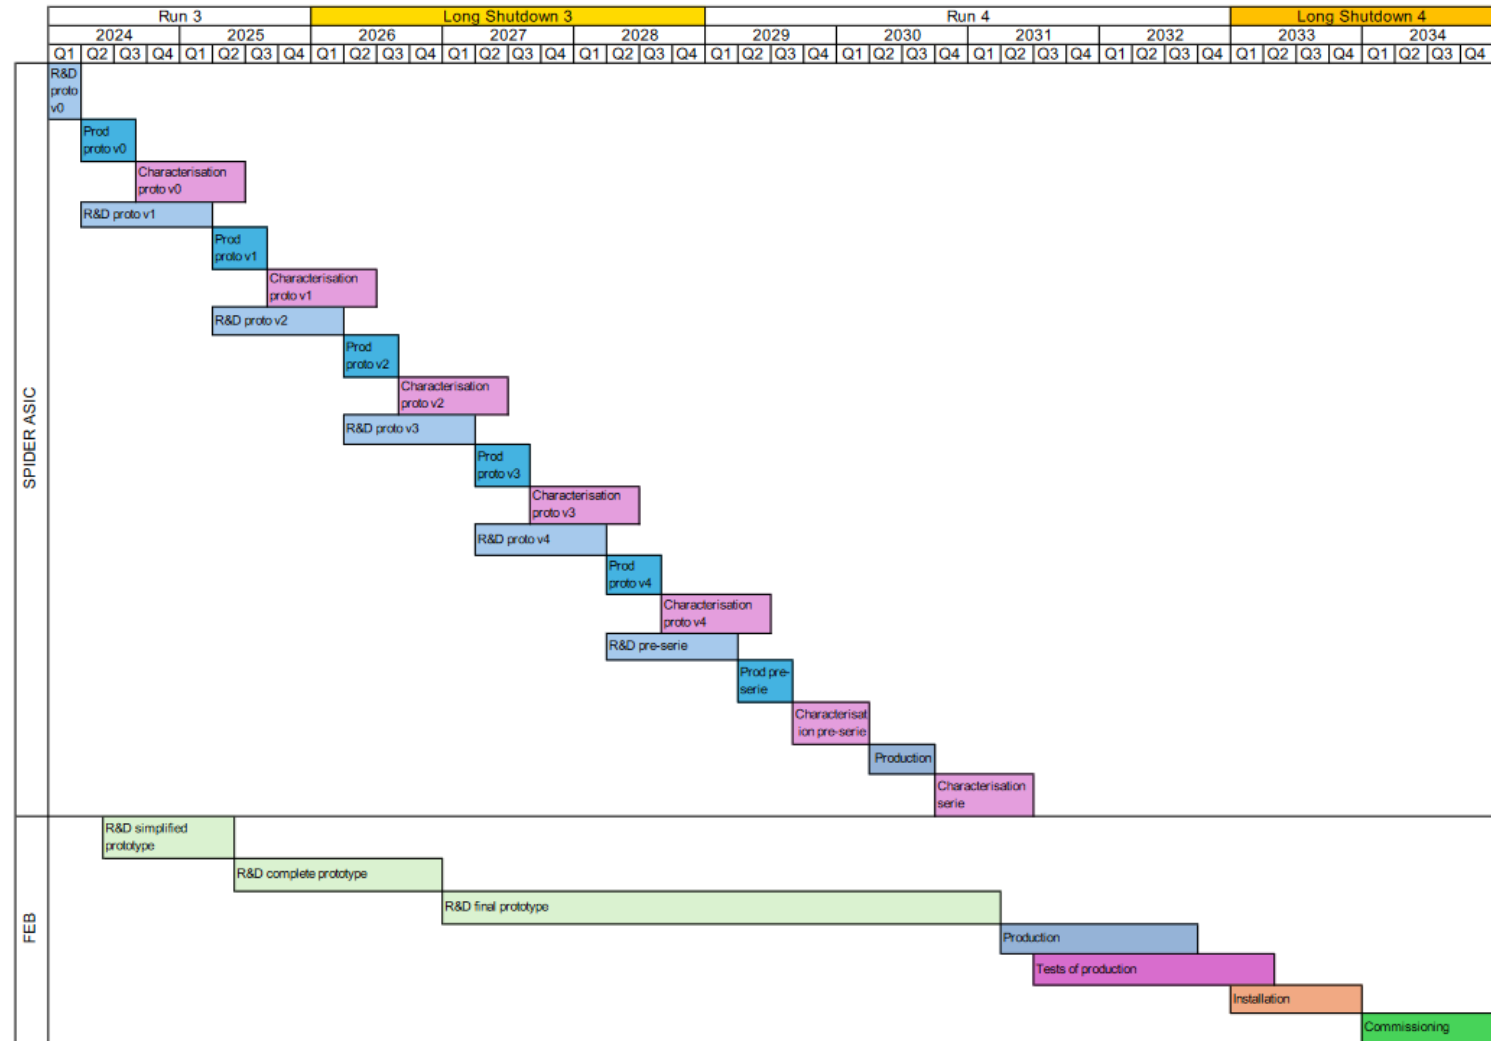 Run 3 Long Shutdown 3 Run 4 Long Shutdown 4
2024 2025 2026 2027 2028 2029 2030 2031 2032 2033 2034
Q1 Q2 Q3 Q4 Q1 Q2 Q3 Q4 Q1 Q2 Q3 Q4 Q1 Q2 Q3 Q4 Q1 Q2 Q3 Q4 Q1 Q2 Q3 Q4 Q1 Q2 Q3 Q4 Q1 Q2 Q3 Q4 Q1 Q2 Q3 Q4 Q1 Q2 Q3 Q4 Q1 Q2 Q3 Q4
SPIDER ASIC
R&D
proto
v0
Prod
proto v0
Characterisation
proto v0
R&D proto v1
Prod
proto v1
Characterisation
proto v1
R&D proto v2
Prod
proto v2
Characterisation
proto v2
R&D proto v3
Prod
proto v3
Characterisation
proto v3
R&D proto v4
Prod
proto v4
Characterisation
proto v4
R&D pre-serie
Prod pre-
serie
Characterisat
ion pre-serie
Production
Characterisation
serie
FEB
R&D simplified
prototype
R&D complete prototype
R&D final prototype
Production
Tests of production
Installation
Commissioning